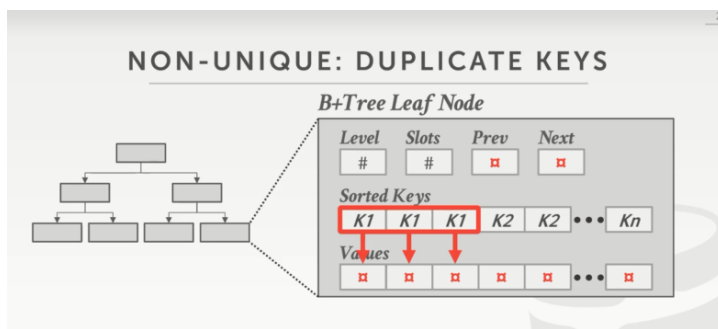 NON-UNIQUE: DUPLICATE KEYS
B+Tree Leaf Node
Level Slots Prev Next
# # ¤ ¤
Sorted Keys
K1 K1 K1 K2 K2 ••• Kn
Values
¤ ¤ ¤ ¤ ¤ ••• ¤